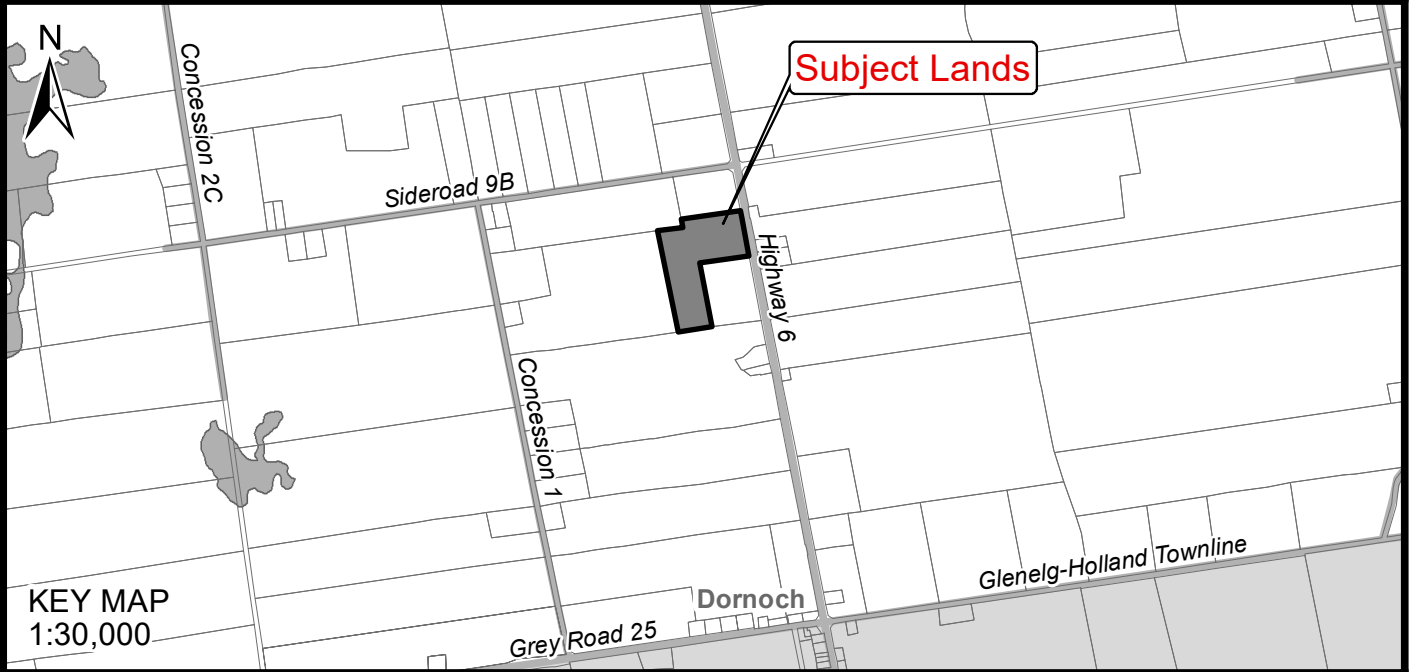 N
Subject Lands
Concession 2C
Sideroad 9B
Highway 6
Concession 1
Glenelg-Holland Townline
KEY MAP
1:30,000
Dornoch
Grey Road 25